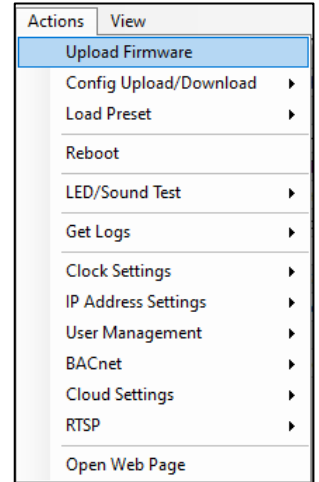 Actions View
Upload Firmware
Config Upload/Download
Load Preset
Reboot
LED/Sound Test
Get Logs
Clock Settings
IP Address Settings
User Management
BACnet
Cloud Settings
RTSP
Open Web Page